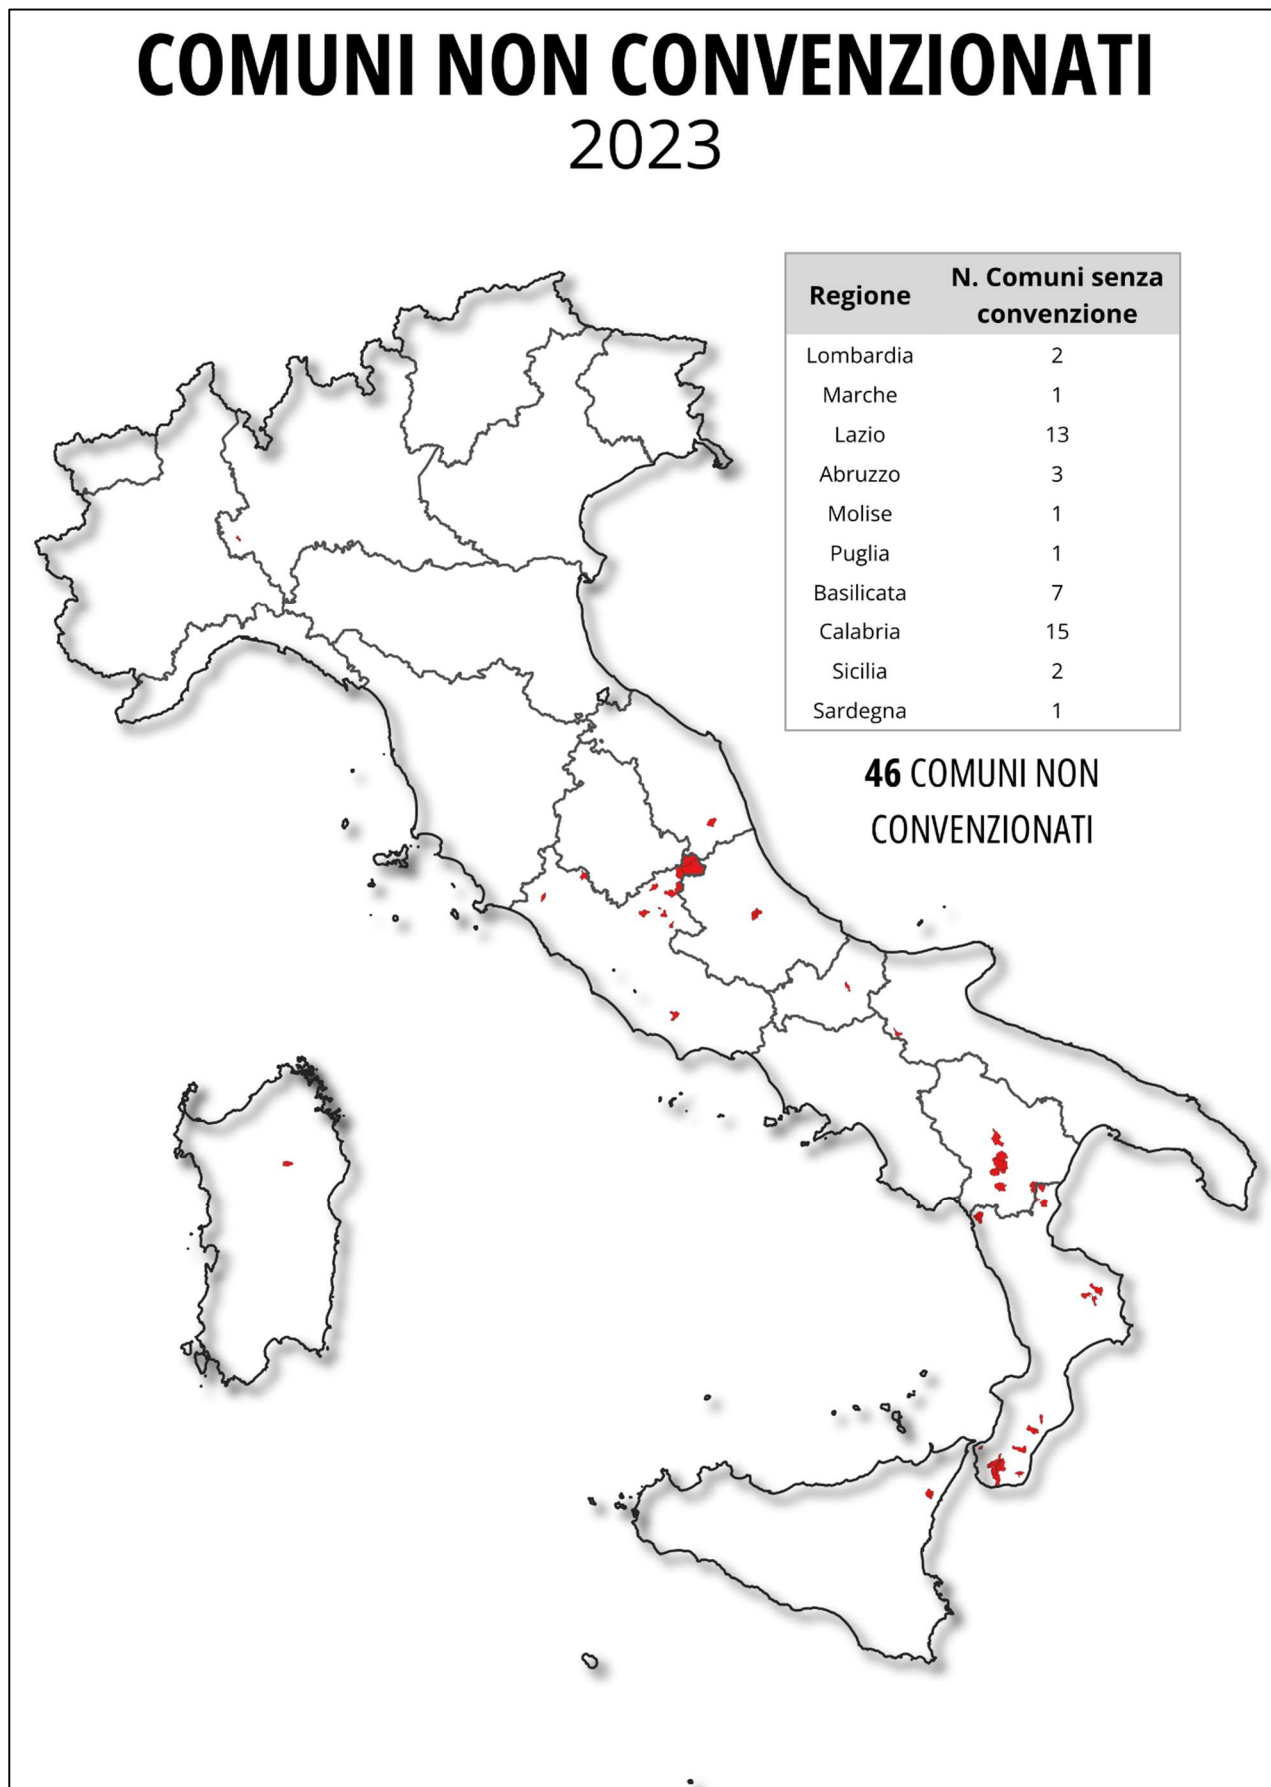 COMUNI NON CONVENZIONATI
2023
Regione N. Comuni senza convenzione
Lombardia 2
Marche 1
Lazio 13
Abruzzo 3
Molise 1
Puglia 1
Basilicata 7
Calabria 15
Sicilia 2
Sardegna 1
46 COMUNI NON
CONVENZIONATI